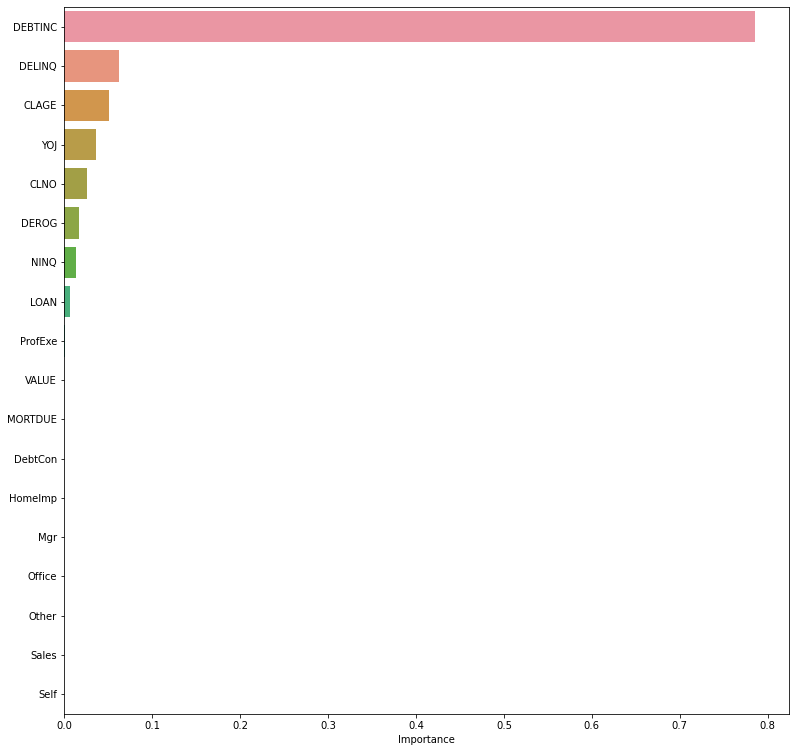 DEBTINC
DELINQ
CLAGE
YOJ
CLNO
DEROG
NINQ
LOAN
ProfExe
VALUE
MORTDUE
DebtCon
HomeImp
Mgr
Office
Other
Sales
Self
0.0 0.1 0.2 0.3 0.4 0.5 0.6 0.7 0.8
Importance